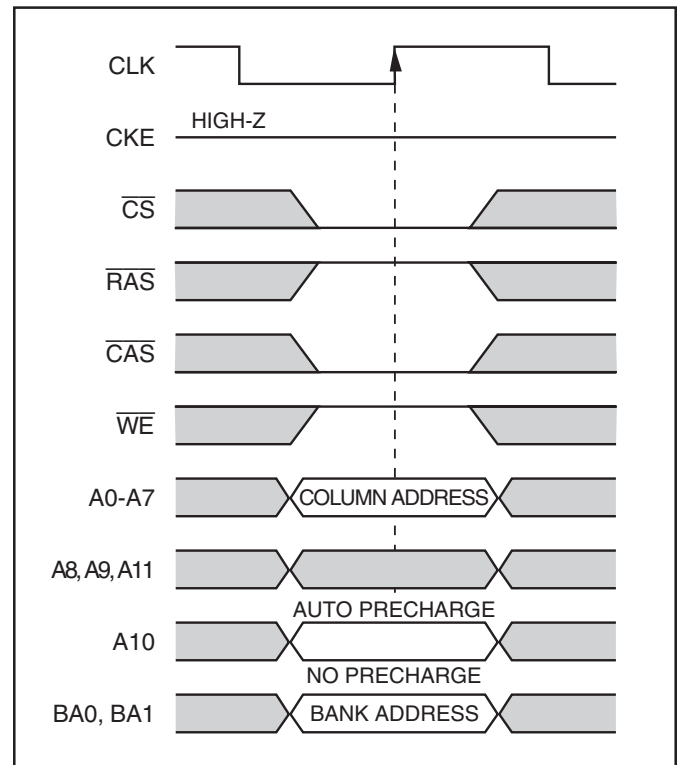 CLK
CKE HIGH-Z
CS
RAS
CAS
WE
A0-A7 COLUMN ADDRESS
A8, A9, A11
AUTO PRECHARGE
A10
NO PRECHARGE
BA0, BA1 BANK ADDRESS